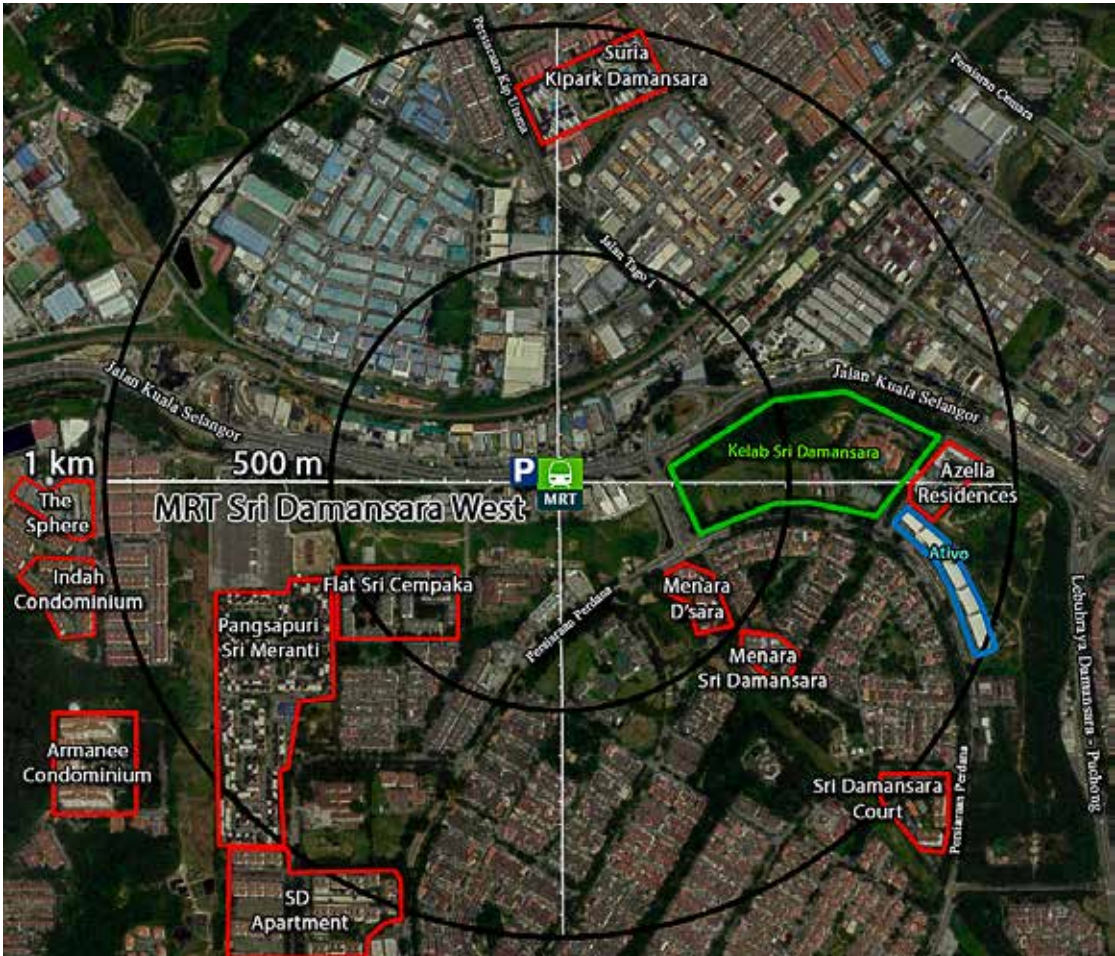 Suria
Kipark Damansara
Persiaran Kip Utama
Persiaran Cemara
Jalan Tago 1
Jalan Kuala Selangor
Jalan Kuala Selangor
Kelab Sri Damansara
1 km
500 m
P
MRT
MRT Sri Damansara West
The
Sphere
Azella
Residences
Ativo
Indah
Condominium
Flat Sri Cempaka
Pangsapuri
Sri Meranti
Menara
D'sara
Menara
Sri Damansara
Persiaraan Perdana
Lebuhraya Damansara - Puchong
Armanee
Condominium
Sri Damansara
Court
Persiaraan Perdana
SD
Apartment